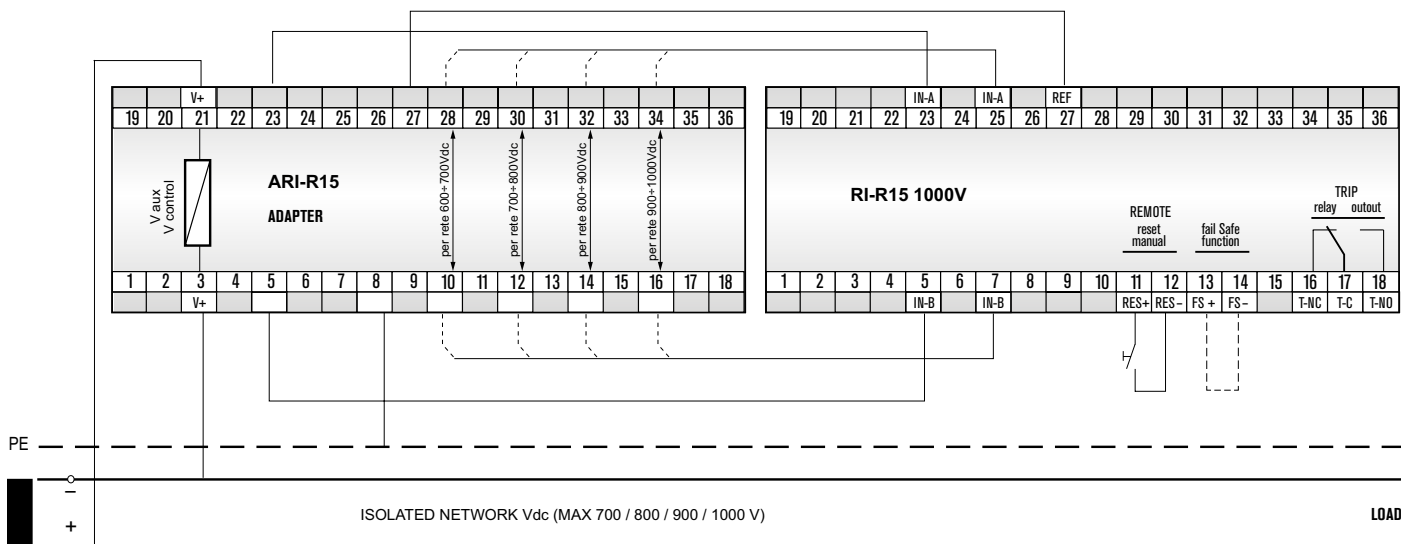 V+ IN-A IN-A REF
19 20 21 22 23 24 25 26 27 28 29 30 31 32 33 34 35 36
19 20 21 22 23 24 25 26 27 28 29 30 31 32 33 34 35 36
V aux
V control
ARI-R15
ADAPTER
per rete 600÷700Vdc
per rete 700÷800Vdc
per rete 800÷900Vdc
per rete 900÷1000Vdc
RI-R15 1000V
REMOTE
reset
manual
fail Safe
function
TRIP
relay outout
1 2 3 4 5 6 7 8 9 10 11 12 13 14 15 16 17 18
V+
1 2 3 4 5 6 7 8 9 10 11 12 13 14 15 16 17 18
IN-B IN-B RES+ RES- FS + FS- T-NC T-C T-NO
PE
−
+
ISOLATED NETWORK Vdc (MAX 700 / 800 / 900 / 1000 V)
LOAD